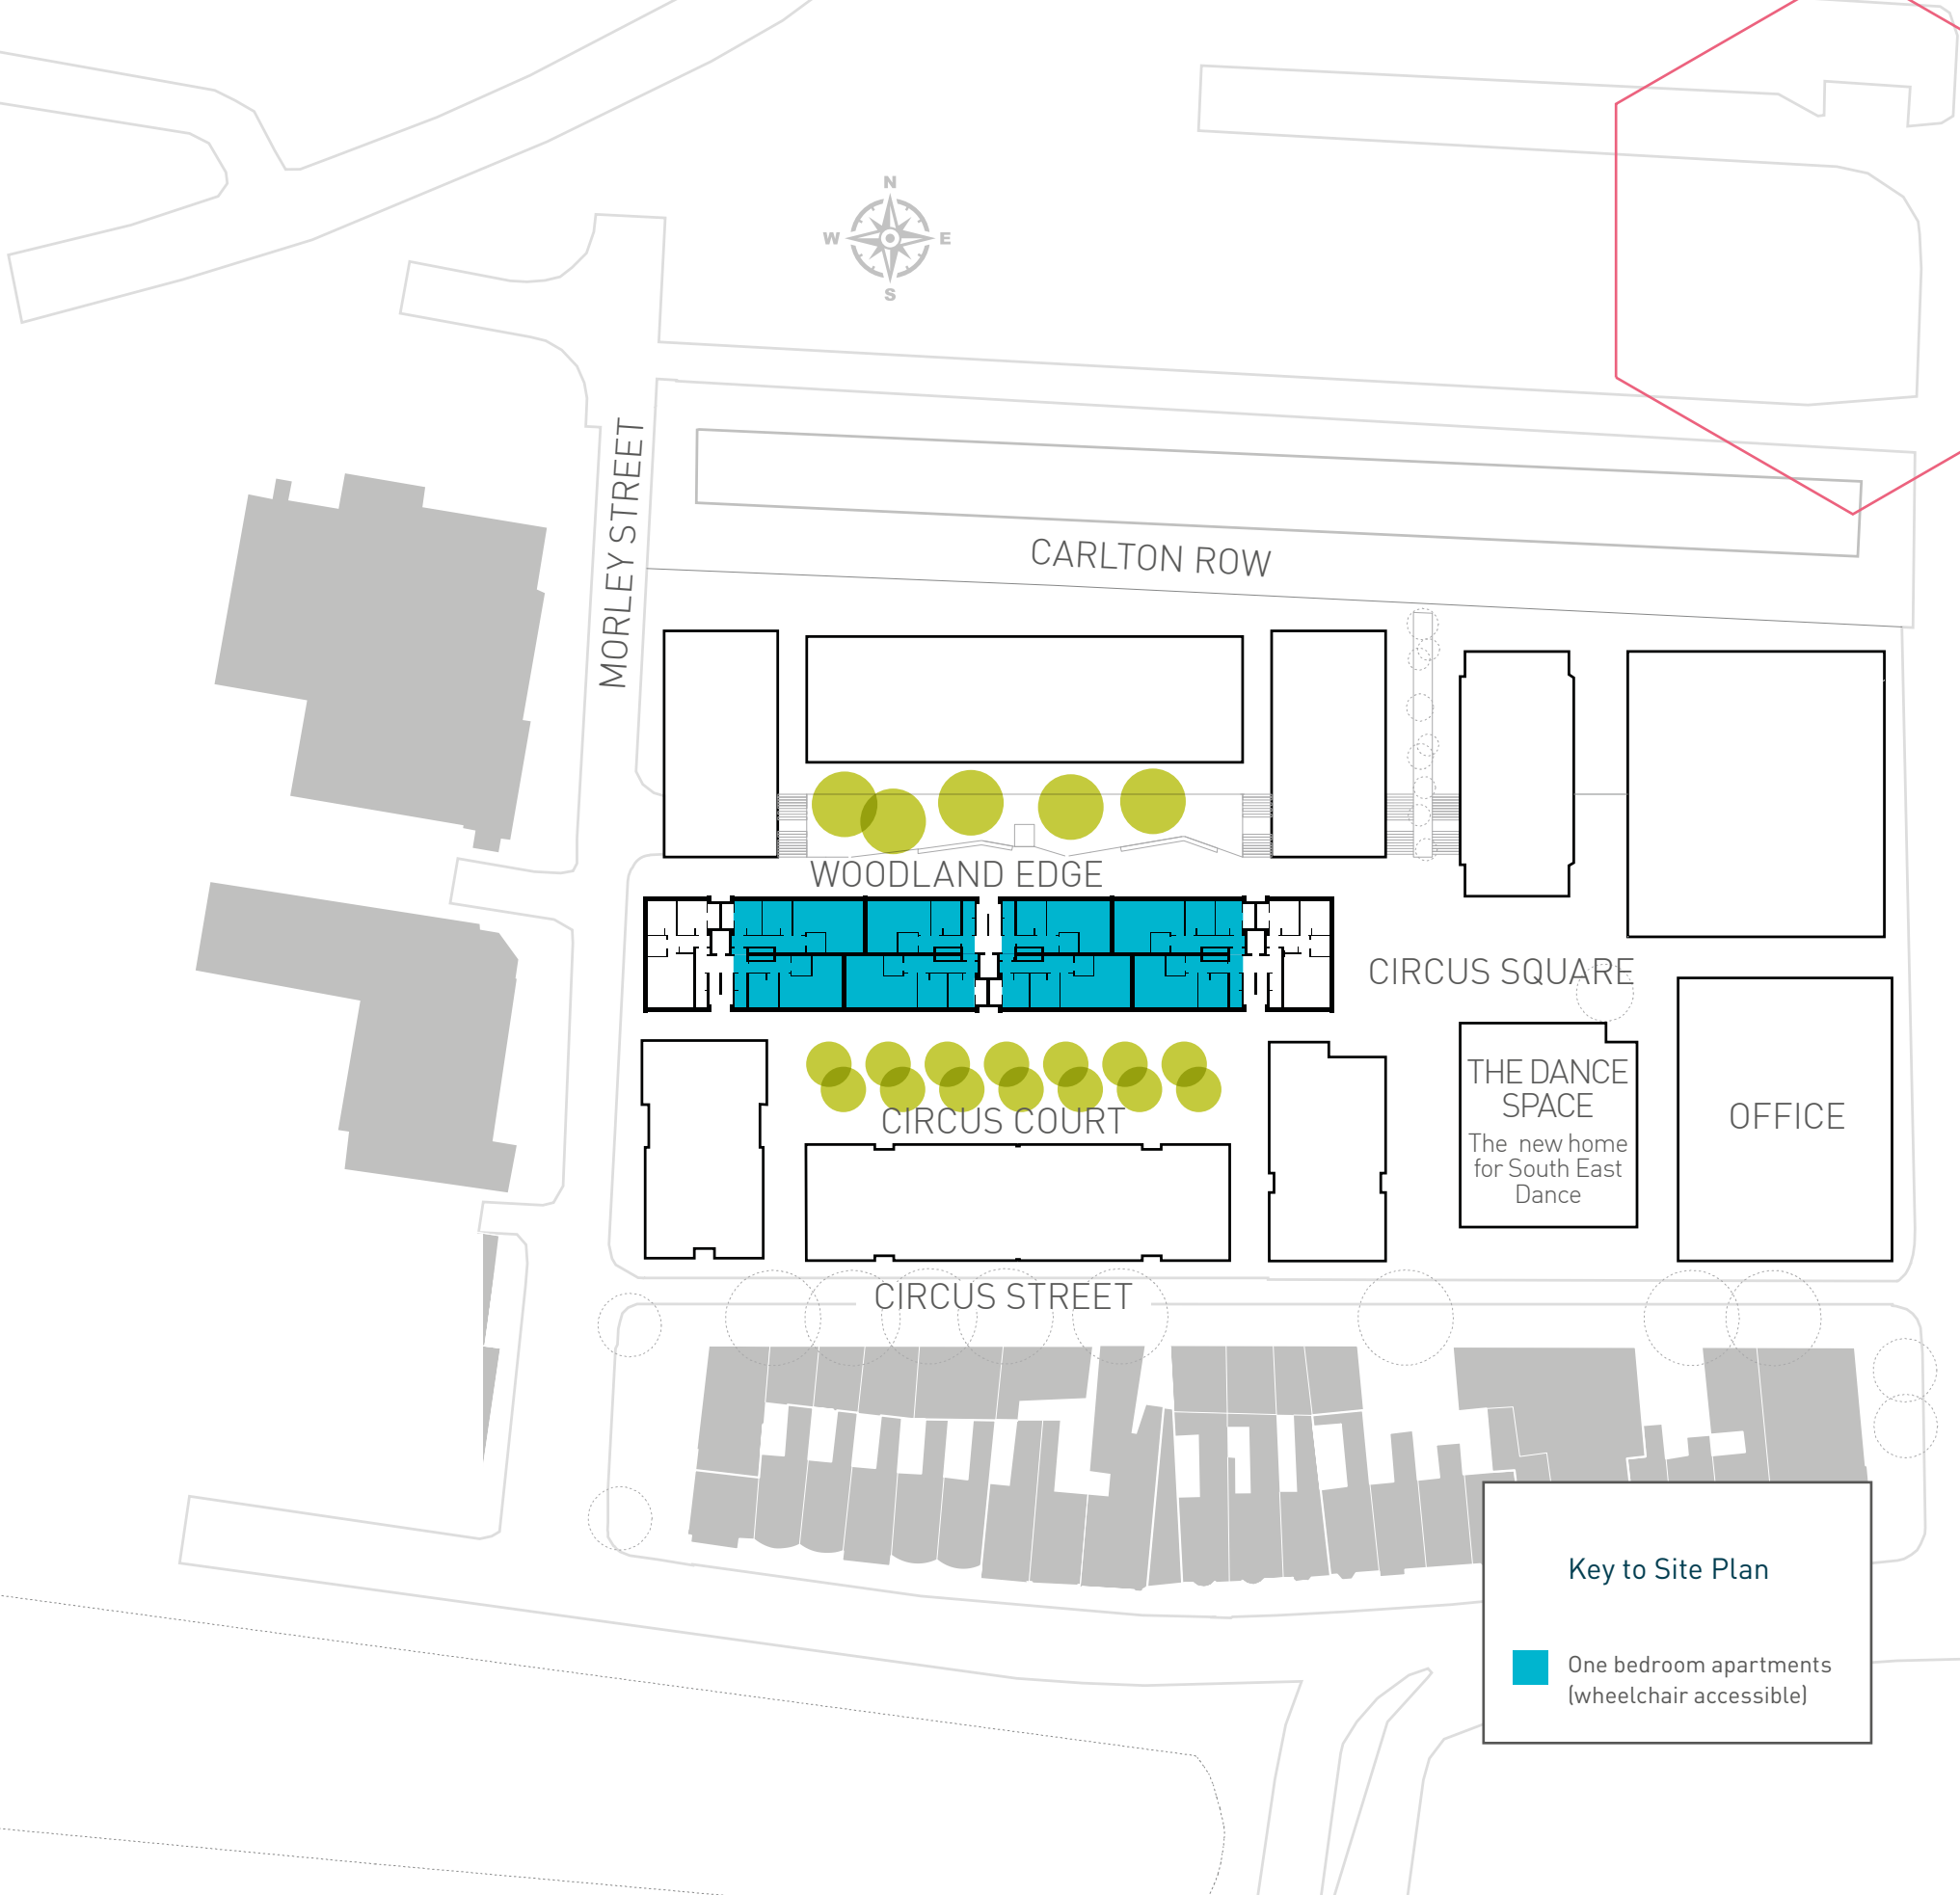 N
W
E
S
MORLEY STREET
CARLTON ROW
WOODLAND EDGE
CIRCUS SQUARE
THE DANCE
SPACE
The new home
for South East
Dance
OFFICE
CIRCUS COURT
CIRCUS STREET
Key to Site Plan
One bedroom apartments
(wheelchair accessible)